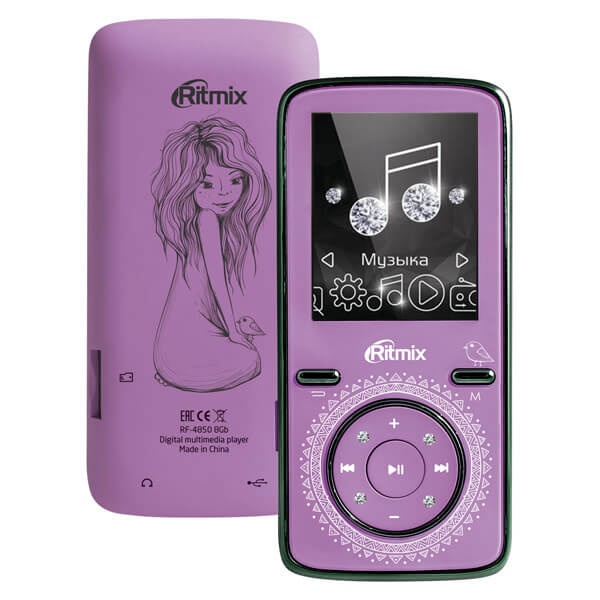 Ritmix
EAC CE
RF-4850 8Gb
Digital multimedia player
Made in China
Музыка
Ritmix
M
+
−